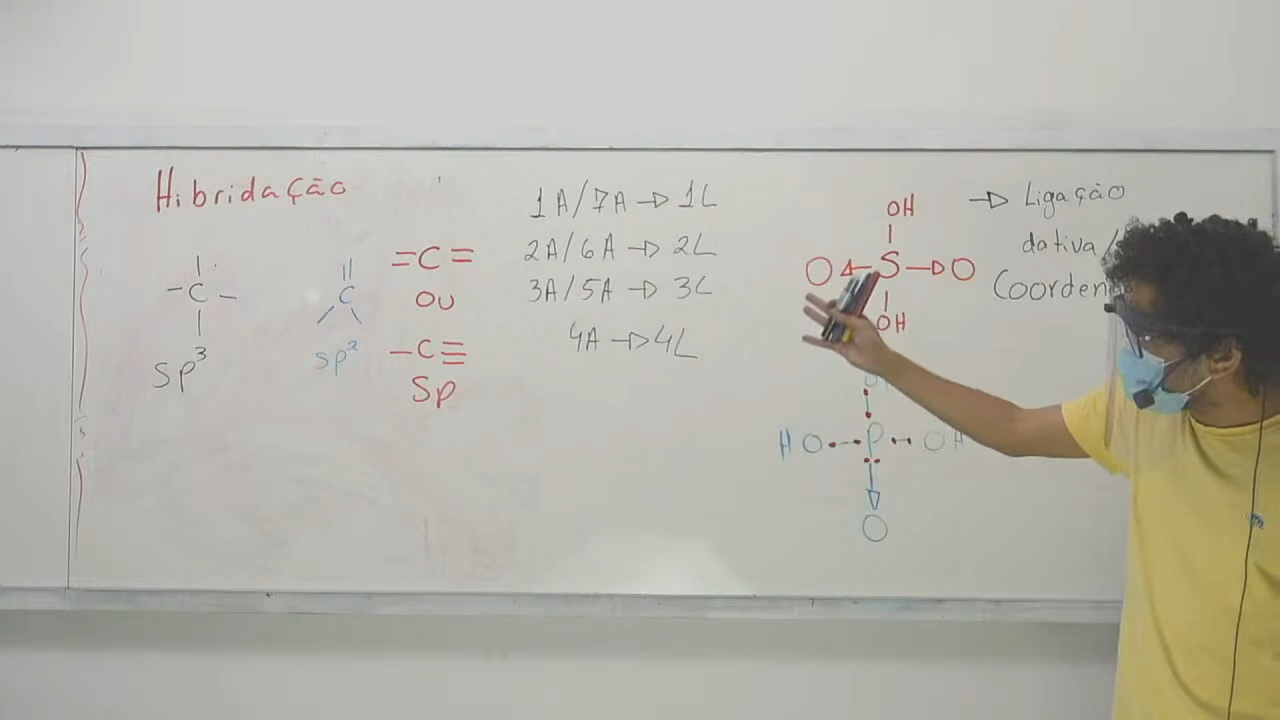 Hibridação
- C -
Sp³
C
Sp²
= C =
OU
- C ≡
Sp
1A/7A → 1L
2A/6A → 2L
3A/5A → 3L
4A → 4L
OH
O ← S → O
OH
→ Ligação
dativa/
HO P OH
O